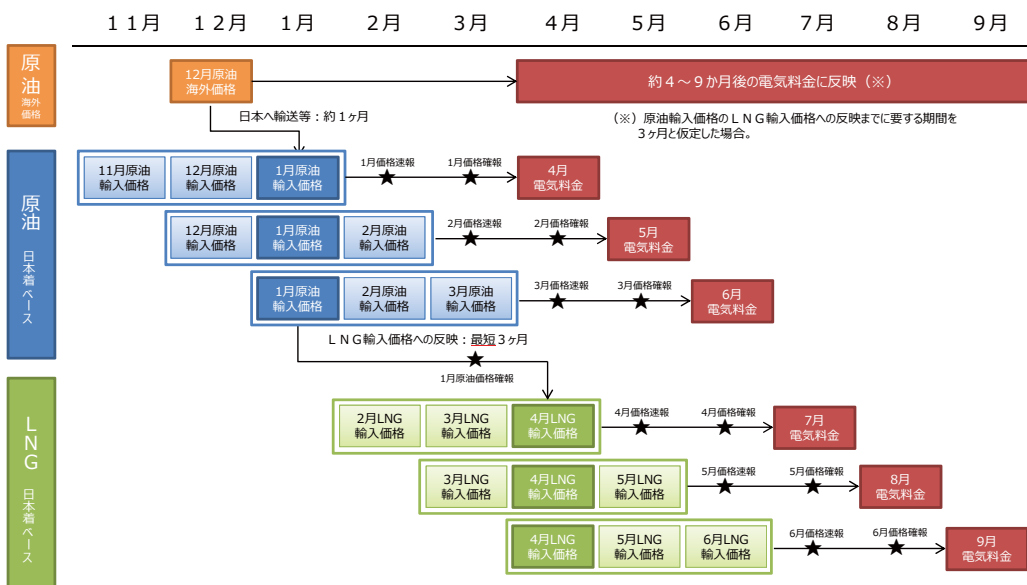 11月 12月 1月 2月 3月 4月 5月 6月 7月 8月 9月
原油
海外
価格
12月原油
海外価格
約4～9か月後の電気料金に反映（※）
日本へ輸送等：約1ヶ月
（※）原油輸入価格のLNG輸入価格への反映までに要する期間を
3ヶ月と仮定した場合。
原油 日本着ベース
11月原油
輸入価格
12月原油
輸入価格
1月原油
輸入価格
1月価格速報
1月価格確報
4月
電気料金
12月原油
輸入価格
1月原油
輸入価格
2月原油
輸入価格
2月価格速報
2月価格確報
5月
電気料金
1月原油
輸入価格
2月原油
輸入価格
3月原油
輸入価格
3月価格速報
3月価格確報
6月
電気料金
LNG輸入価格への反映：最短3ヶ月
1月原油価格確報
LNG 日本着ベース
2月LNG
輸入価格
3月LNG
輸入価格
4月LNG
輸入価格
4月価格速報
4月価格確報
7月
電気料金
3月LNG
輸入価格
4月LNG
輸入価格
5月LNG
輸入価格
5月価格速報
5月価格確報
8月
電気料金
4月LNG
輸入価格
5月LNG
輸入価格
6月LNG
輸入価格
6月価格速報
6月価格確報
9月
電気料金